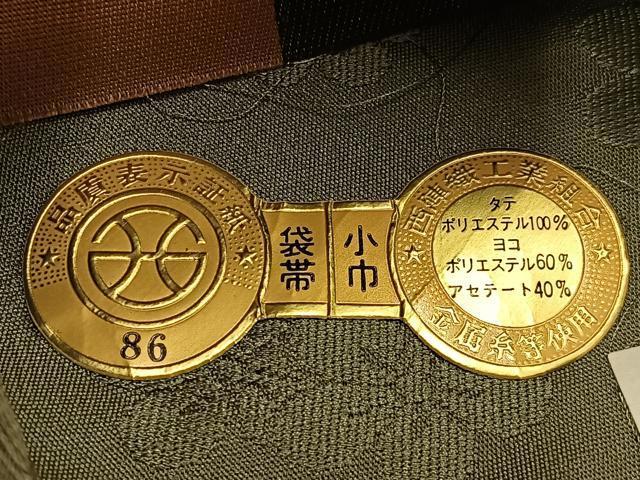 品質表示証紙
86
袋帯
小巾
西陣織工業組合
タテ
ポリエステル100%
ヨコ
ポリエステル60%
アセテート40%
金属糸等使用